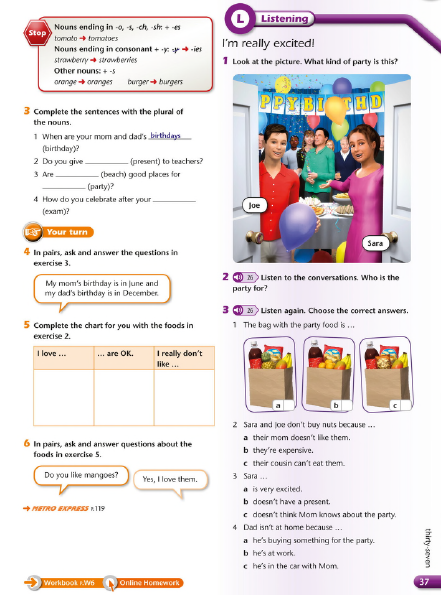 Stop
Nouns ending in -o, -s, -ch, -sh: + -es
tomato ➜ tomatoes
Nouns ending in consonant + -y: -y ➜ -ies
strawberry ➜ strawberries
Other nouns: + -s
orange ➜ oranges burger ➜ burgers
3 Complete the sentences with the plural of
the nouns.
1 When are your mom and dad's birthdays
(birthday)?
2 Do you give ________ (present) to teachers?
3 Are ________ (beach) good places for
________ (party)?
4 How do you celebrate after your ________
(exam)?
Your turn
4 In pairs, ask and answer the questions in
exercise 3.
My mom's birthday is in June and
my dad's birthday is in December.
5 Complete the chart for you with the foods in
exercise 2.
I love … … are OK. I really don't
like …
6 In pairs, ask and answer questions about the
foods in exercise 5.
Do you like mangoes? Yes, I love them.
➜ METRO EXPRESS P.119
Workbook P.W6 Online Homework
L Listening
I'm really excited!
1 Look at the picture. What kind of party is this?
PPY BIRTHD
Joe
Sara
2 26 Listen to the conversations. Who is the
party for?
3 26 Listen again. Choose the correct answers.
1 The bag with the party food is …
a b c
2 Sara and Joe don't buy nuts because …
a their mom doesn't like them.
b they're expensive.
c their cousin can't eat them.
3 Sara …
a is very excited.
b doesn't have a present.
c doesn't think Mom knows about the party.
4 Dad isn't at home because …
a he's buying something for the party.
b he's at work.
c he's in the car with Mom.
thirty-seven
37